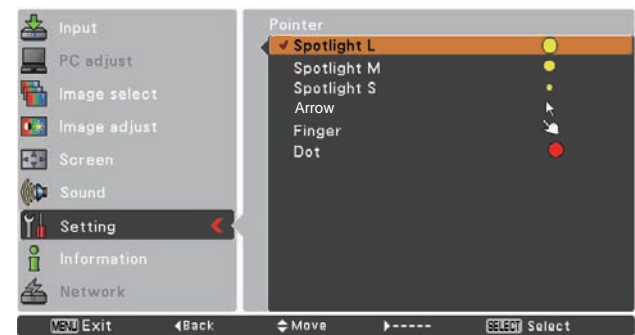 Input
PC adjust
Image select
Image adjust
Screen
Sound
Setting
Information
Network
Pointer
Spotlight L
Spotlight M
Spotlight S
Arrow
Finger
Dot
MENU Exit ◀Back Move ▶----- SELECT Select